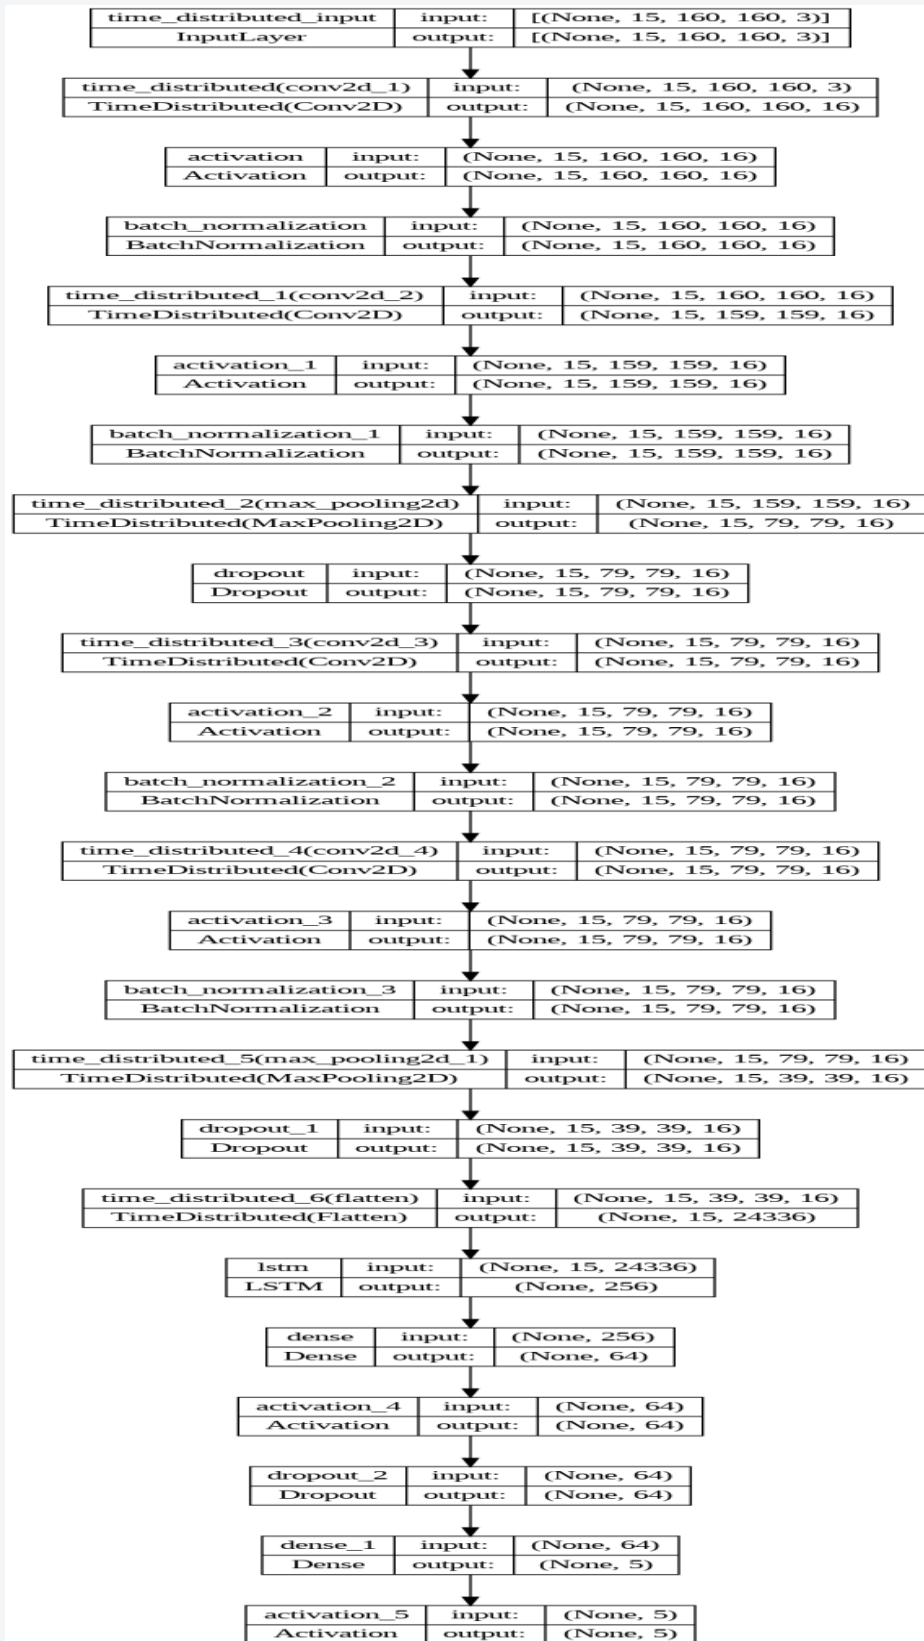 time_distributed_input input: [(None, 15, 160, 160, 3)]
InputLayer output: [(None, 15, 160, 160, 3)]
time_distributed(conv2d_1) input: (None, 15, 160, 160, 3)
TimeDistributed(Conv2D) output: (None, 15, 160, 160, 16)
activation input: (None, 15, 160, 160, 16)
Activation output: (None, 15, 160, 160, 16)
batch_normalization input: (None, 15, 160, 160, 16)
BatchNormalization output: (None, 15, 160, 160, 16)
time_distributed_1(conv2d_2) input: (None, 15, 160, 160, 16)
TimeDistributed(Conv2D) output: (None, 15, 159, 159, 16)
activation_1 input: (None, 15, 159, 159, 16)
Activation output: (None, 15, 159, 159, 16)
batch_normalization_1 input: (None, 15, 159, 159, 16)
BatchNormalization output: (None, 15, 159, 159, 16)
time_distributed_2(max_pooling2d) input: (None, 15, 159, 159, 16)
TimeDistributed(MaxPooling2D) output: (None, 15, 79, 79, 16)
dropout input: (None, 15, 79, 79, 16)
Dropout output: (None, 15, 79, 79, 16)
time_distributed_3(conv2d_3) input: (None, 15, 79, 79, 16)
TimeDistributed(Conv2D) output: (None, 15, 79, 79, 16)
activation_2 input: (None, 15, 79, 79, 16)
Activation output: (None, 15, 79, 79, 16)
batch_normalization_2 input: (None, 15, 79, 79, 16)
BatchNormalization output: (None, 15, 79, 79, 16)
time_distributed_4(conv2d_4) input: (None, 15, 79, 79, 16)
TimeDistributed(Conv2D) output: (None, 15, 79, 79, 16)
activation_3 input: (None, 15, 79, 79, 16)
Activation output: (None, 15, 79, 79, 16)
batch_normalization_3 input: (None, 15, 79, 79, 16)
BatchNormalization output: (None, 15, 79, 79, 16)
time_distributed_5(max_pooling2d_1) input: (None, 15, 79, 79, 16)
TimeDistributed(MaxPooling2D) output: (None, 15, 39, 39, 16)
dropout_1 input: (None, 15, 39, 39, 16)
Dropout output: (None, 15, 39, 39, 16)
time_distributed_6(flatten) input: (None, 15, 39, 39, 16)
TimeDistributed(Flatten) output: (None, 15, 24336)
lstm input: (None, 15, 24336)
LSTM output: (None, 256)
dense input: (None, 256)
Dense output: (None, 64)
activation_4 input: (None, 64)
Activation output: (None, 64)
dropout_2 input: (None, 64)
Dropout output: (None, 64)
dense_1 input: (None, 64)
Dense output: (None, 5)
activation_5 input: (None, 5)
Activation output: (None, 5)